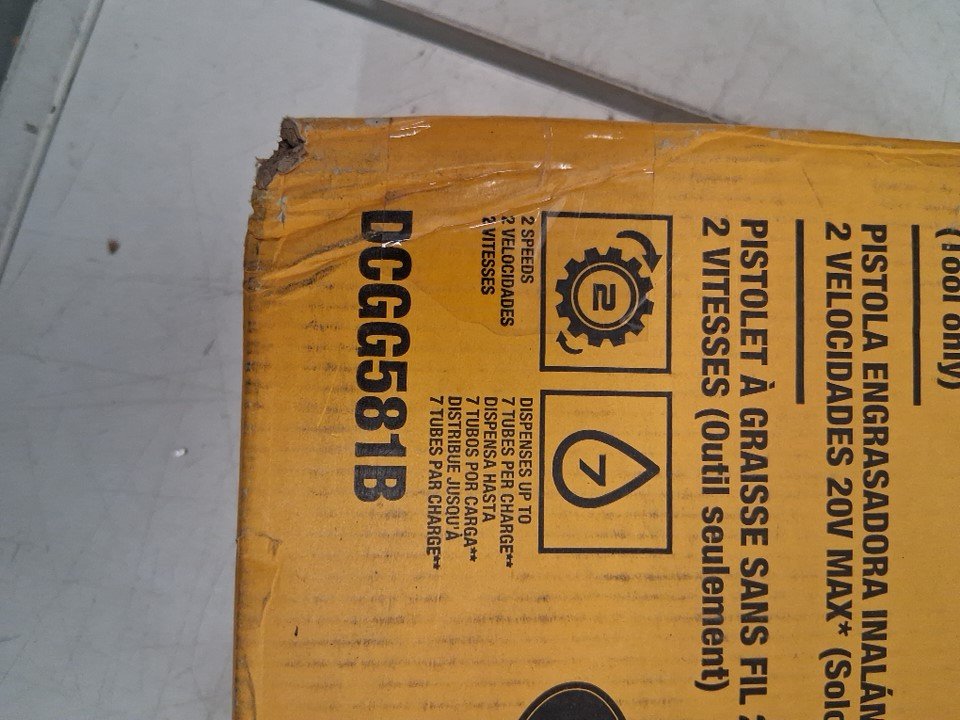 (Tool only)
PISTOLA ENGRASADORA INALÁM
2 VELOCIDADES 20V MAX* (Solo
PISTOLET À GRAISSE SANS FIL 2
2 VITESSES (Outil seulement)
2
2 SPEEDS
2 VELOCIDADES
2 VITESSES
7
DISPENSES UP TO
7 TUBES PER CHARGE**
DISPENSA HASTA
7 TUBOS POR CARGA**
DISTRIBUE JUSQU'À
7 TUBES PAR CHARGE**
DCGG581B